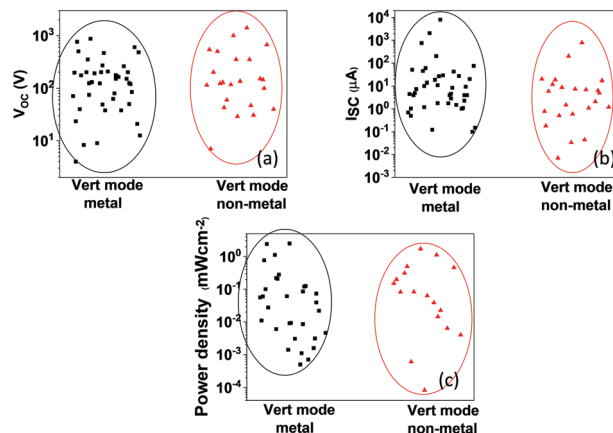 V_OC (V)
10³
10²
10¹
(a)
Vert mode
metal
Vert mode
non-metal
I_SC (μA)
10⁴
10³
10²
10¹
10⁰
10⁻¹
10⁻²
10⁻³
(b)
Vert mode
metal
Vert mode
non-metal
Power density (mWcm⁻²)
10⁰
10⁻¹
10⁻²
10⁻³
10⁻⁴
(c)
Vert mode
metal
Vert mode
non-metal